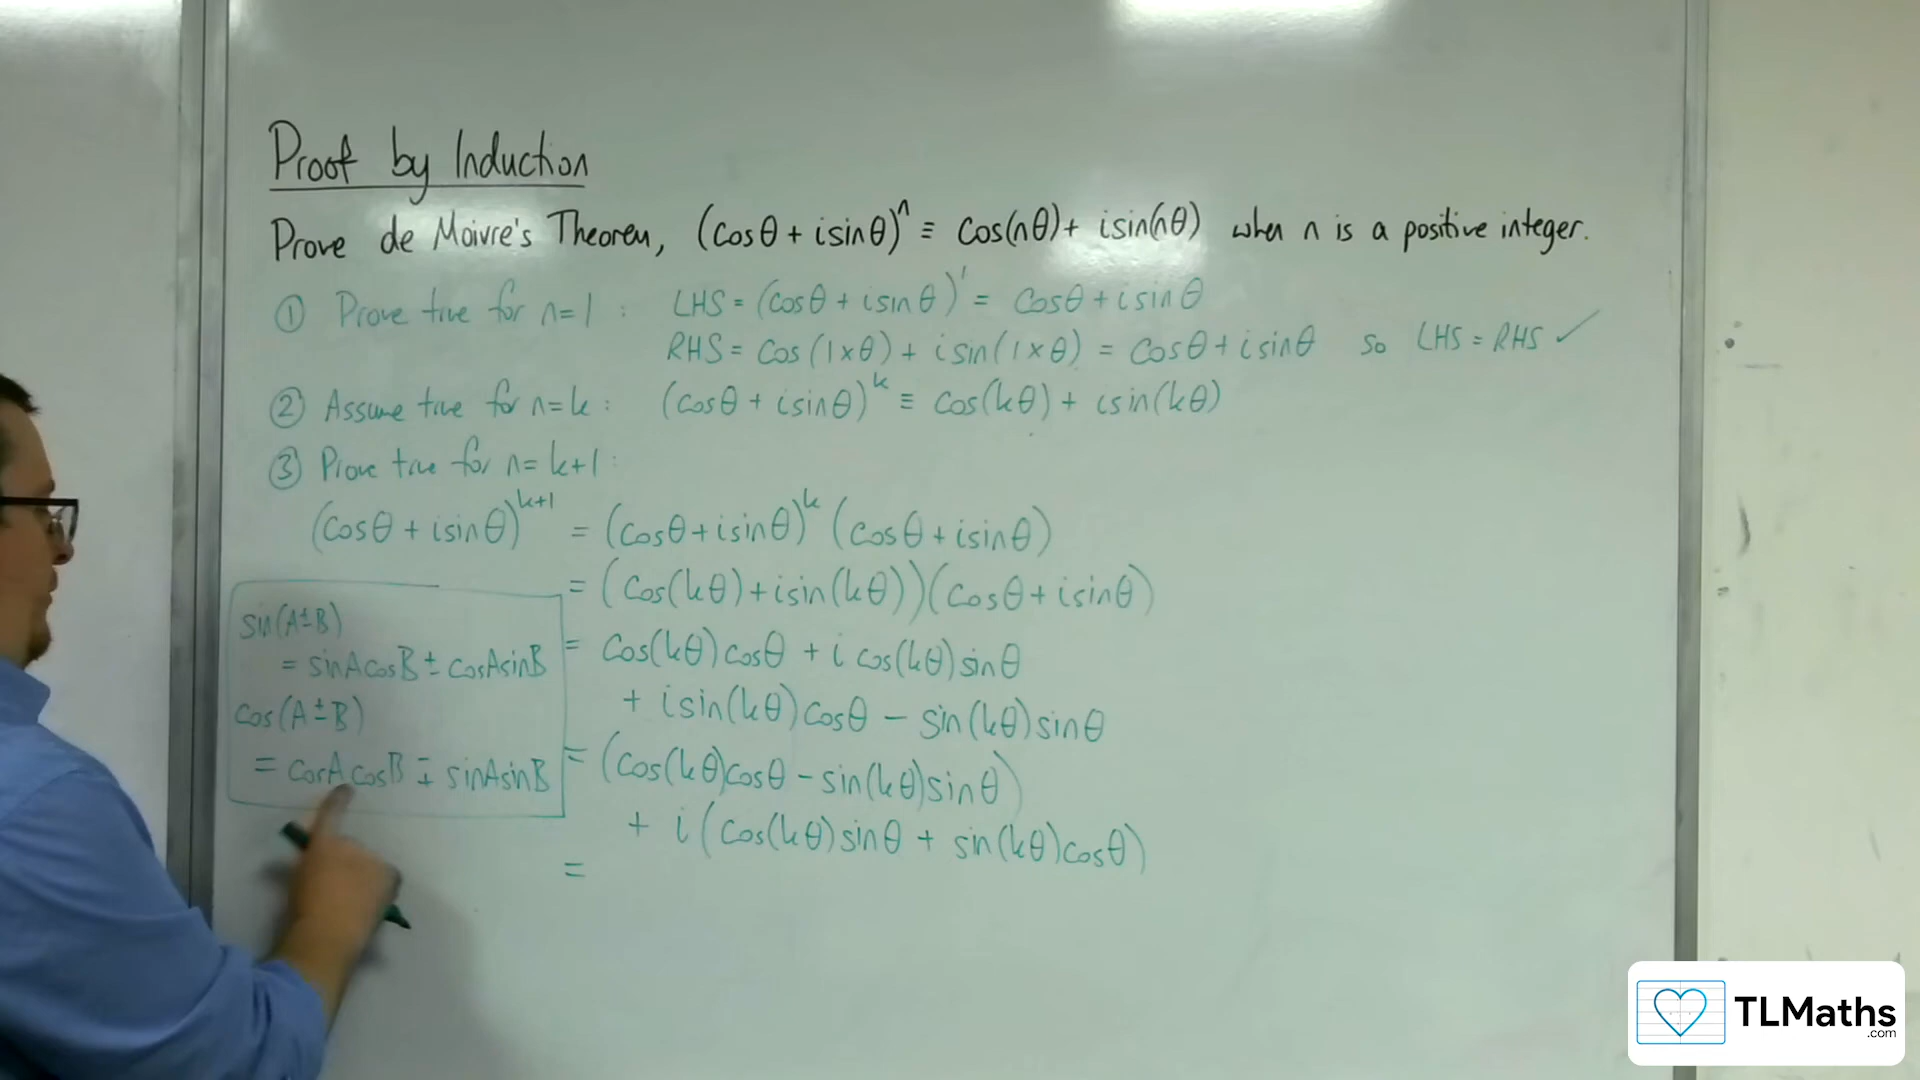 Proof by Induction
Prove de Moivre's Theorem, (cosθ + isinθ)ⁿ ≡ cos(nθ) + isin(nθ) when n is a positive integer.
① Prove true for n=1 : LHS = (cosθ + isinθ)¹ = cosθ + isinθ
RHS = cos(1×θ) + isin(1×θ) = cosθ + isinθ so LHS = RHS ✓
② Assume true for n=k : (cosθ + isinθ)ᵏ ≡ cos(kθ) + isin(kθ)
③ Prove true for n=k+1 :
(cosθ + isinθ)ᵏ⁺¹ = (cosθ + isinθ)ᵏ (cosθ + isinθ)
= (cos(kθ) + isin(kθ))(cosθ + isinθ)
= cos(kθ)cosθ + i cos(kθ)sinθ
+ isin(kθ)cosθ − sin(kθ)sinθ
= (cos(kθ)cosθ − sin(kθ)sinθ)
+ i(cos(kθ)sinθ + sin(kθ)cosθ)
=
sin(A±B)
= sinAcosB ± cosAsinB
cos(A±B)
= cosAcosB ∓ sinAsinB
TLMaths
.com